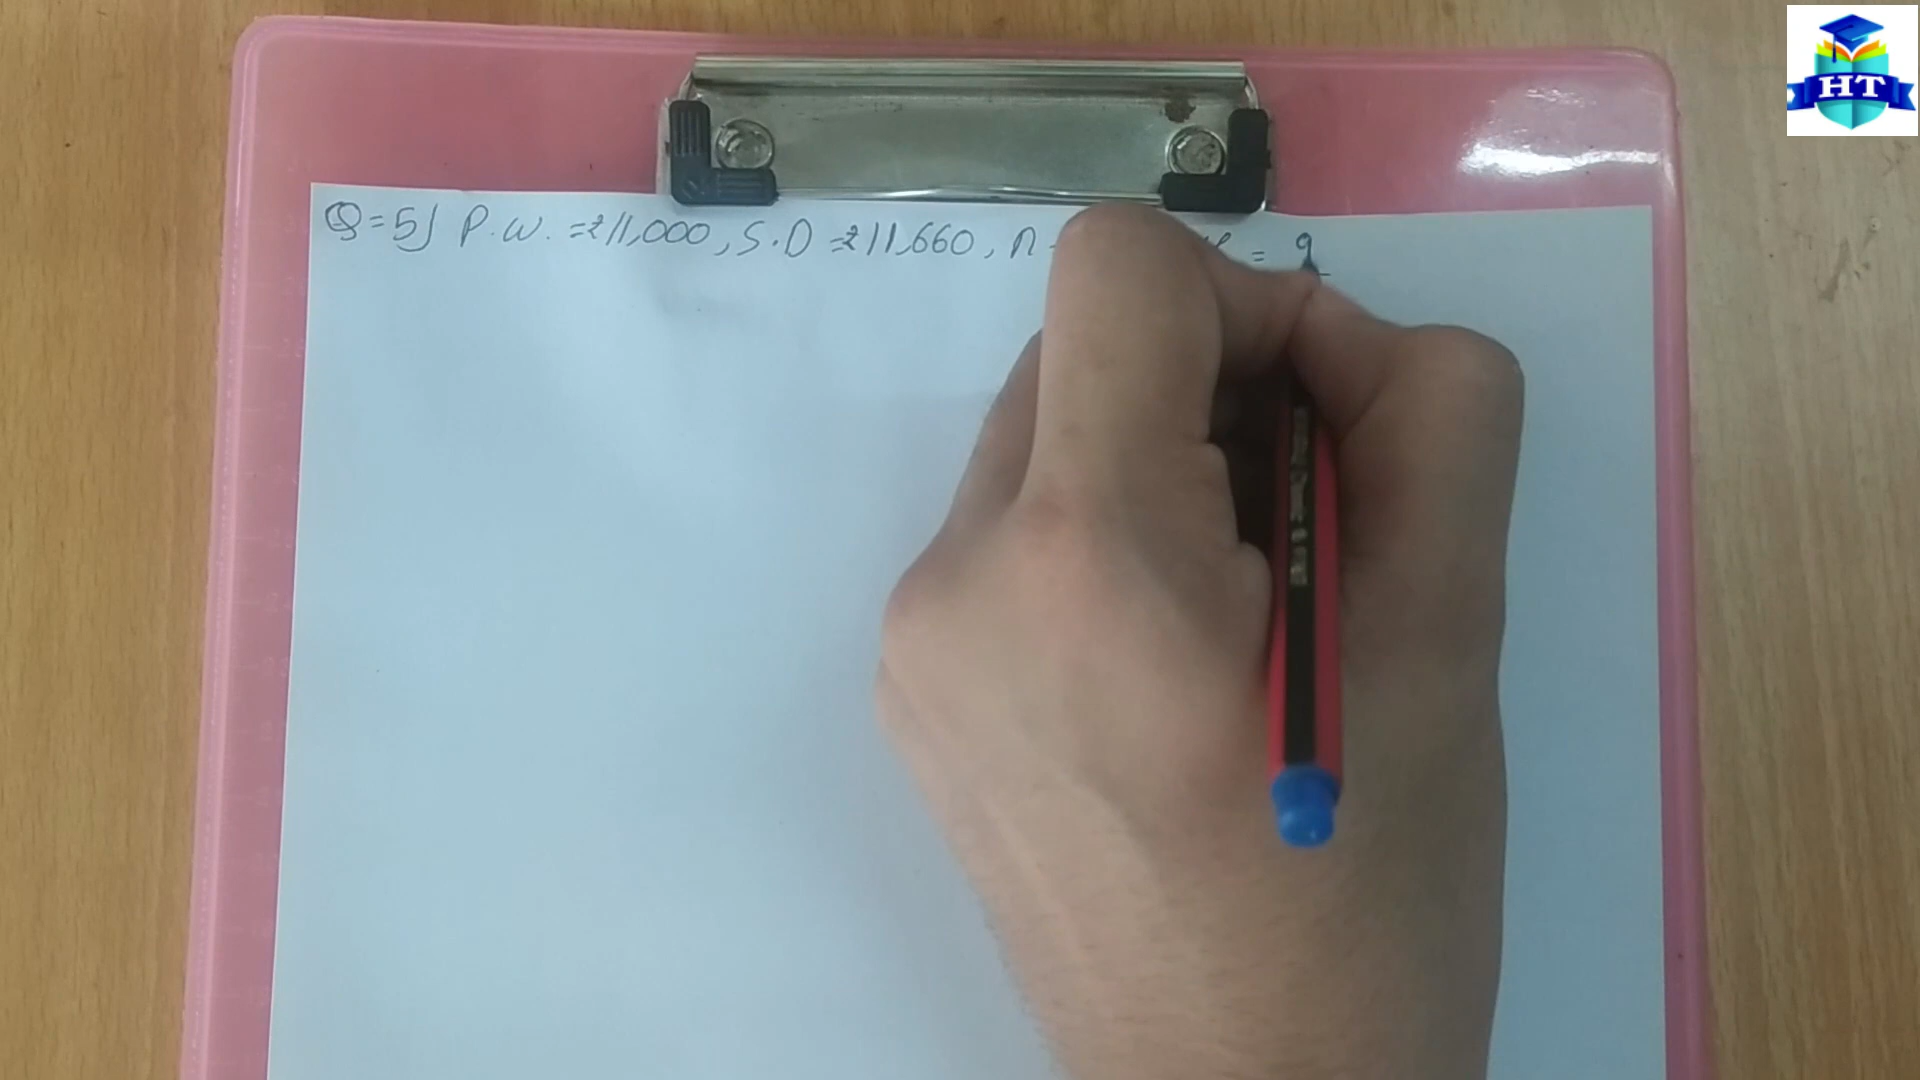 HT
Q=5) P.W. =₹11,000, S.D =₹11,660, n
=